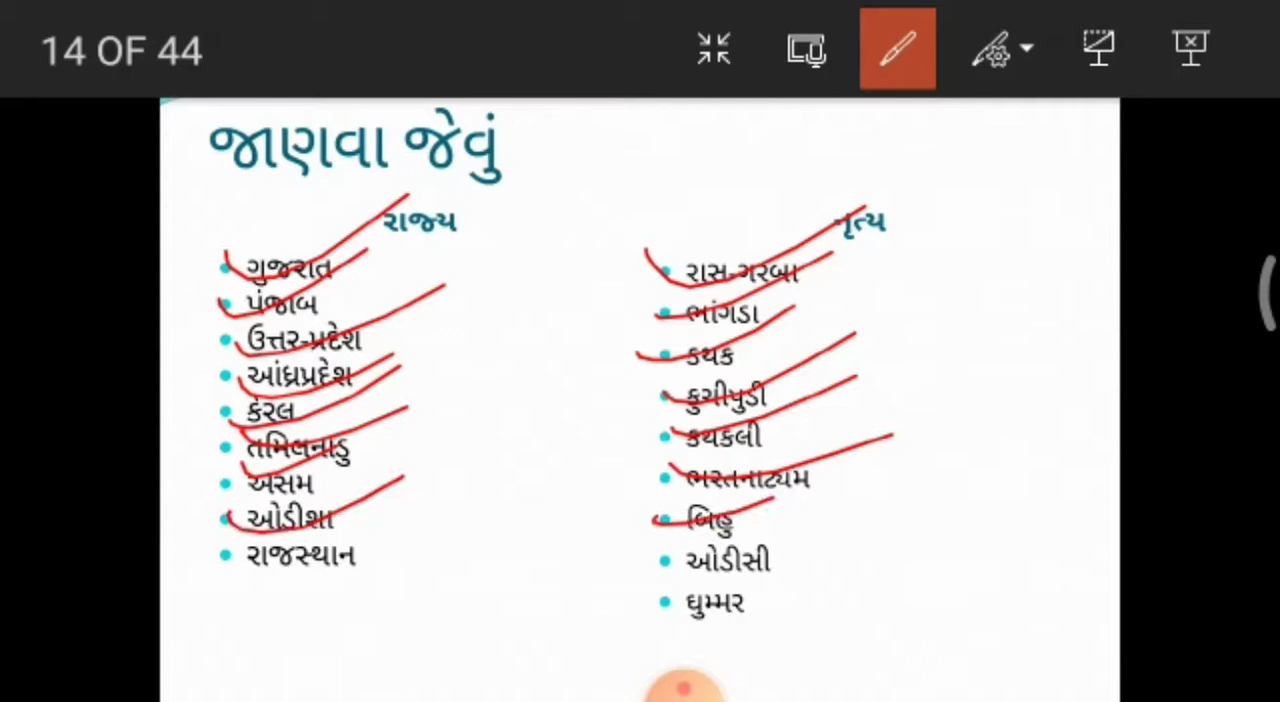 14 OF 44
જાણવા જેવું
રાજ્ય
ગુજરાત
પંજાબ
ઉત્તર-પ્રદેશ
આંધ્રપ્રદેશ
કેરલ
તમિલનાડુ
અસમ
ઓડીશા
રાજસ્થાન
નૃત્ય
રાસ-ગરબા
ભાંગડા
કથક
કુચીપુડી
કથકલી
ભરતનાટ્યમ
બિહુ
ઓડીસી
ઘુમ્મર